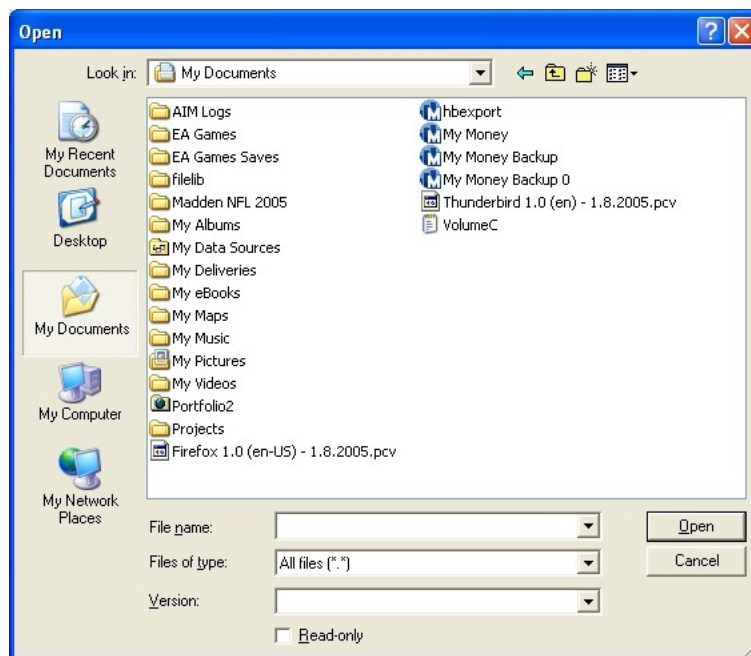 Open
Look in: My Documents
My Recent
Documents
Desktop
My Documents
My Computer
My Network
Places
AIM Logs
EA Games
EA Games Saves
filelib
Madden NFL 2005
My Albums
My Data Sources
My Deliveries
My eBooks
My Maps
My Music
My Pictures
My Videos
Portfolio2
Projects
Firefox 1.0 (en-US) - 1.8.2005.pcv
hbexport
My Money
My Money Backup
My Money Backup 0
Thunderbird 1.0 (en) - 1.8.2005.pcv
VolumeC
File name:
Open
Files of type: All files (*.*)
Cancel
Version:
Read-only